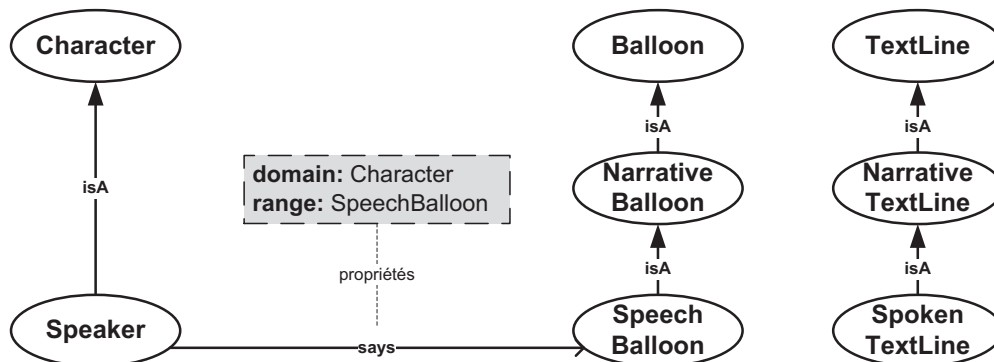 Character
Balloon
TextLine
isA
isA
isA
domain: Character
range: SpeechBalloon
Narrative
Balloon
Narrative
TextLine
propriétés
isA
isA
Speaker
says
Speech
Balloon
Spoken
TextLine